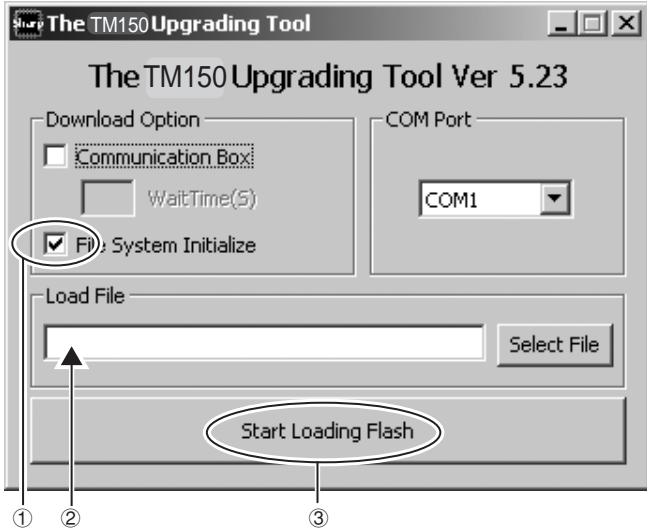 sharp The TM150 Upgrading Tool
The TM150 Upgrading Tool Ver 5.23
Download Option
COM Port
Communication Box
WaitTime(S)
COM1
File System Initialize
Load File
Select File
Start Loading Flash
① ② ③